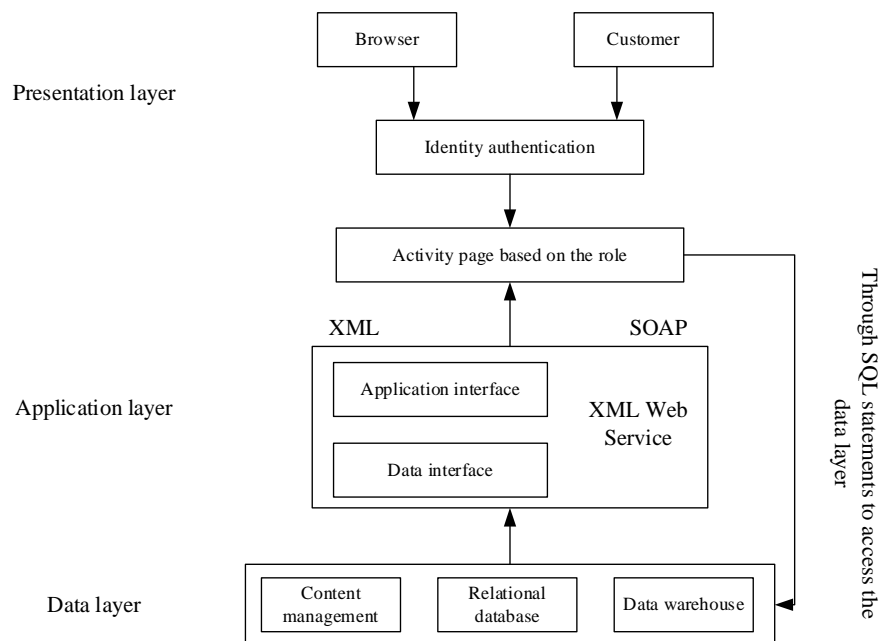 Browser
Customer
Presentation layer
Identity authentication
Activity page based on the role
XML
SOAP
Application interface
Application layer
XML Web
Service
Data interface
Through SQL statements to access the
data layer
Content
management
Relational
database
Data warehouse
Data layer